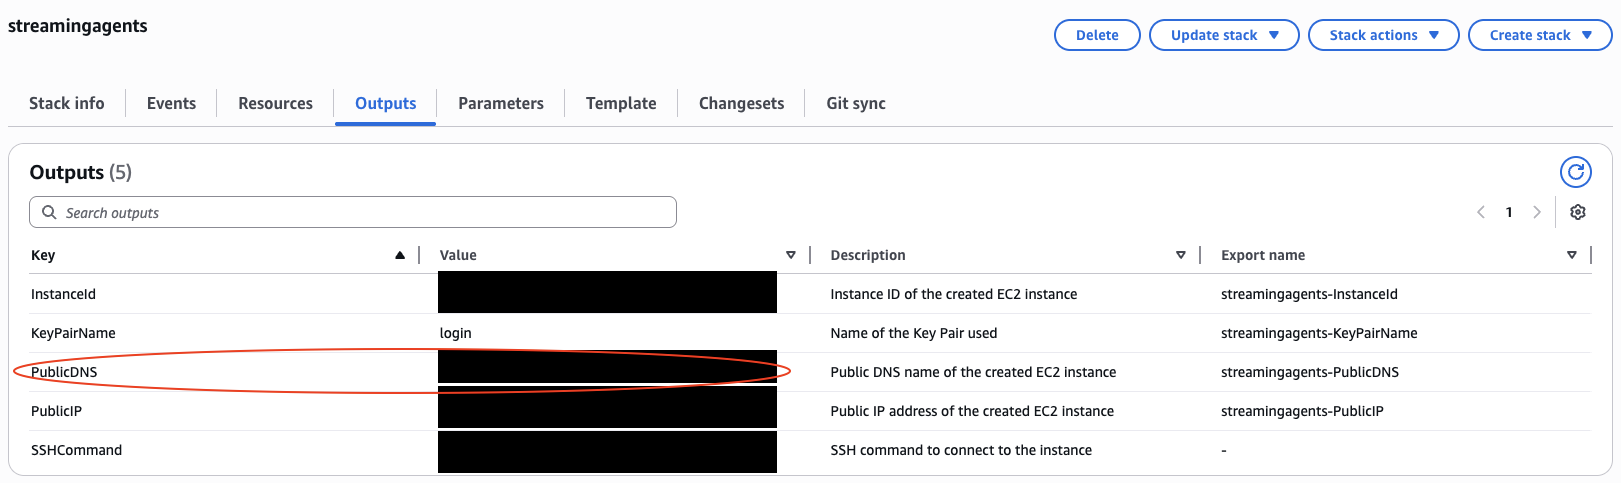 streamingagents
Delete
Update stack
Stack actions
Create stack
Stack info
Events
Resources
Outputs
Parameters
Template
Changesets
Git sync
Outputs (5)
Search outputs
1
Key Value Description Export name
InstanceId Instance ID of the created EC2 instance streamingagents-InstanceId
KeyPairName login Name of the Key Pair used streamingagents-KeyPairName
PublicDNS Public DNS name of the created EC2 instance streamingagents-PublicDNS
PublicIP Public IP address of the created EC2 instance streamingagents-PublicIP
SSHCommand SSH command to connect to the instance -